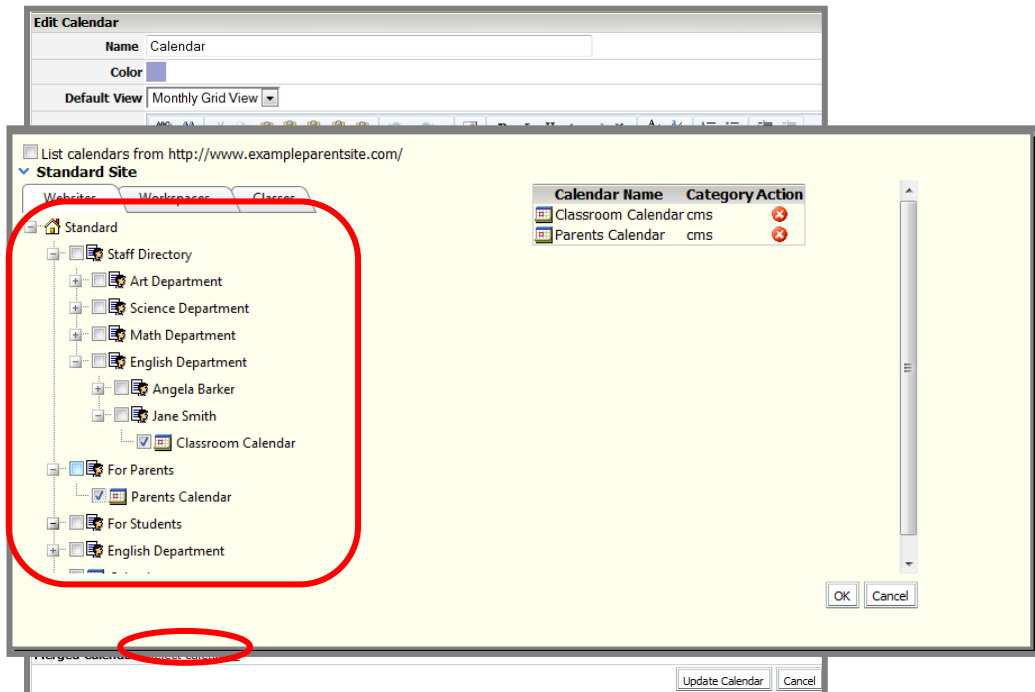 Edit Calendar
Name Calendar
Color
Default View Monthly Grid View
List calendars from http://www.exampleparentsite.com/
Standard Site
Websites Workspaces Classes
Calendar Name Category Action
Classroom Calendar cms
Parents Calendar cms
Standard
Staff Directory
Art Department
Science Department
Math Department
English Department
Angela Barker
Jane Smith
Classroom Calendar
For Parents
Parents Calendar
For Students
English Department
OK Cancel
Update Calendar Cancel